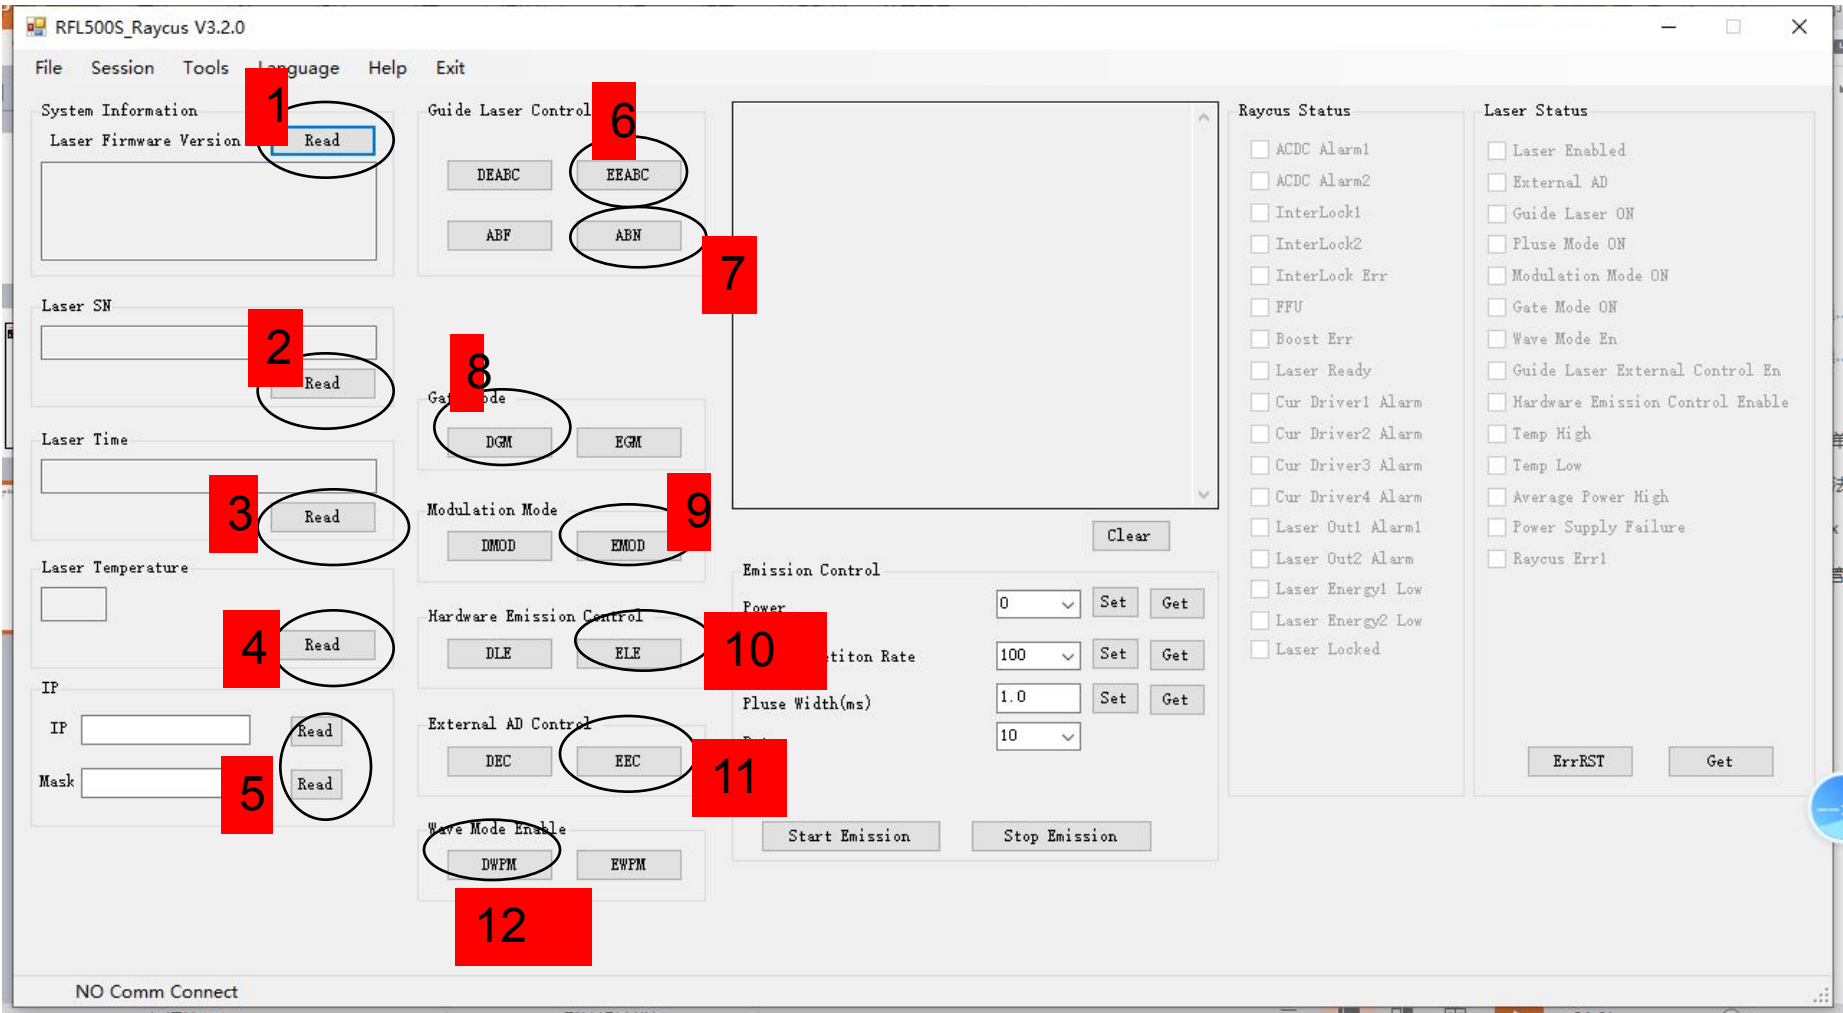 RFL500S_Raycus V3.2.0
File Session Tools Language Help Exit
System Information
1
Laser Firmware Version Read
Laser SN
2
Read
Laser Time
3
Read
Laser Temperature
4
Read
IP
IP Read
Mask 5 Read
Guide Laser Control
6
DEABC EEABC
ABF ABN
7
8
DGM EGM
Modulation Mode
9
DMOD EMOD
Hardware Emission Control
DLE ELE
10
External AD Control
DEC EEC
11
Wave Mode Enable
DWPM EWPM
12
Clear
Emission Control
Power 0 Set Get
titon Rate 100 Set Get
Pluse Width(ms) 1.0 Set Get
10
Start Emission Stop Emission
Raycus Status
ACDC Alarm1
ACDC Alarm2
InterLock1
InterLock2
InterLock Err
FFU
Boost Err
Laser Ready
Cur Driver1 Alarm
Cur Driver2 Alarm
Cur Driver3 Alarm
Cur Driver4 Alarm
Laser Out1 Alarm1
Laser Out2 Alarm
Laser Energy1 Low
Laser Energy2 Low
Laser Locked
Laser Status
Laser Enabled
External AD
Guide Laser ON
Pluse Mode ON
Modulation Mode ON
Gate Mode ON
Wave Mode En
Guide Laser External Control En
Hardware Emission Control Enable
Temp High
Temp Low
Average Power High
Power Supply Failure
Raycus Err1
ErrRST Get
NO Comm Connect